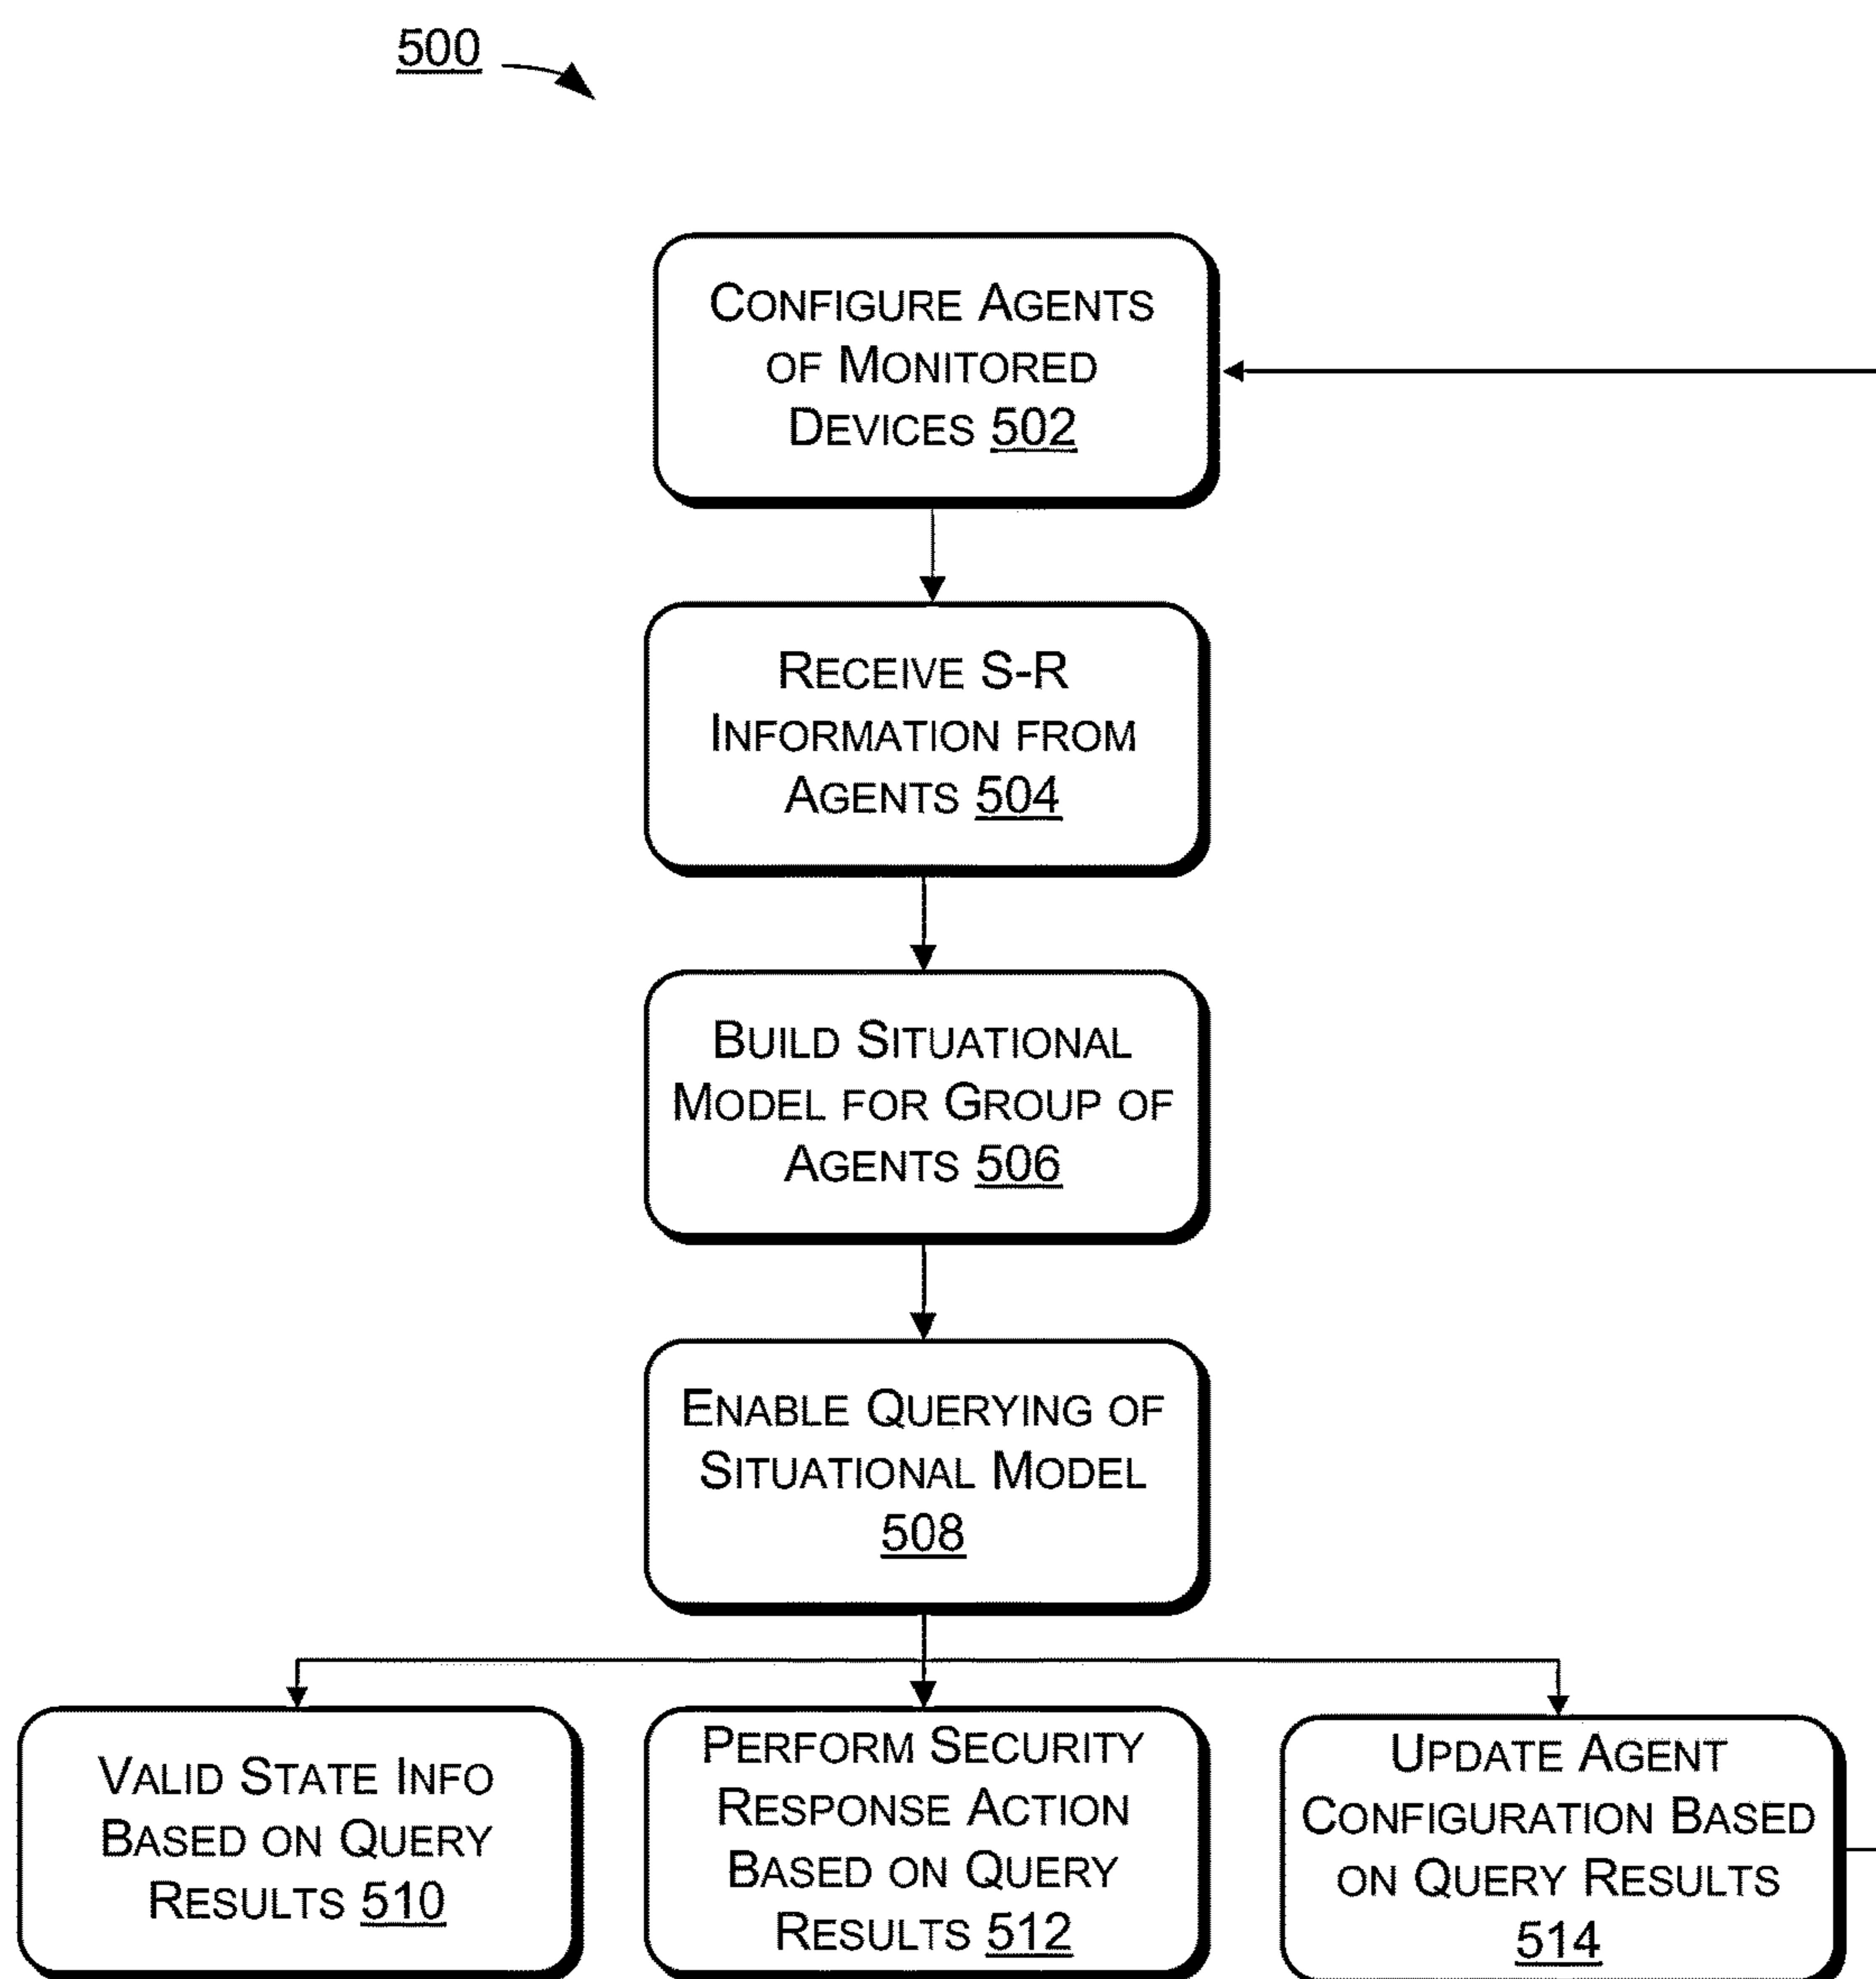 500
CONFIGURE AGENTS
OF MONITORED
DEVICES 502
RECEIVE S-R
INFORMATION FROM
AGENTS 504
BUILD SITUATIONAL
MODEL FOR GROUP OF
AGENTS 506
ENABLE QUERYING OF
SITUATIONAL MODEL
508
VALID STATE INFO
BASED ON QUERY
RESULTS 510
PERFORM SECURITY
RESPONSE ACTION
BASED ON QUERY
RESULTS 512
UPDATE AGENT
CONFIGURATION BASED
ON QUERY RESULTS
514